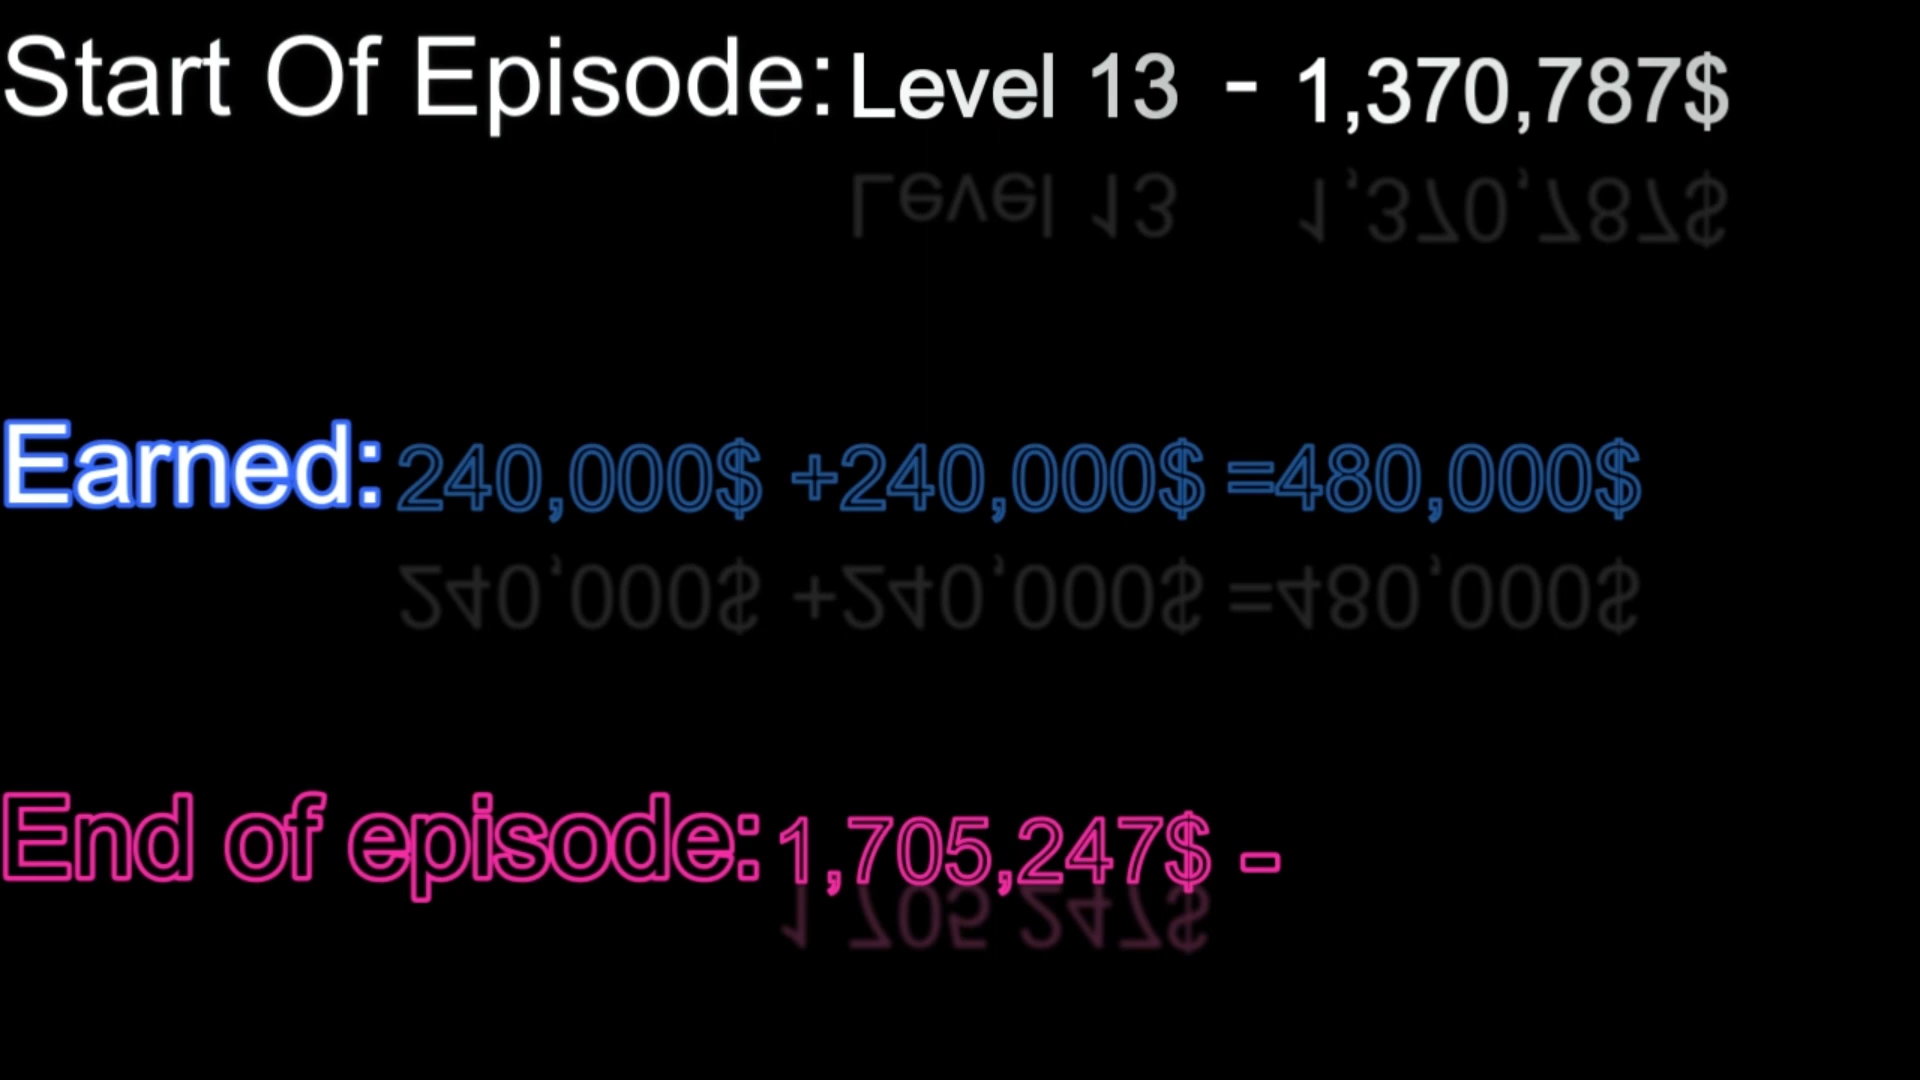 Start Of Episode: Level 13 - 1,370,787$
Earned: 240,000$ +240,000$ =480,000$
End of episode: 1,705,247$ -